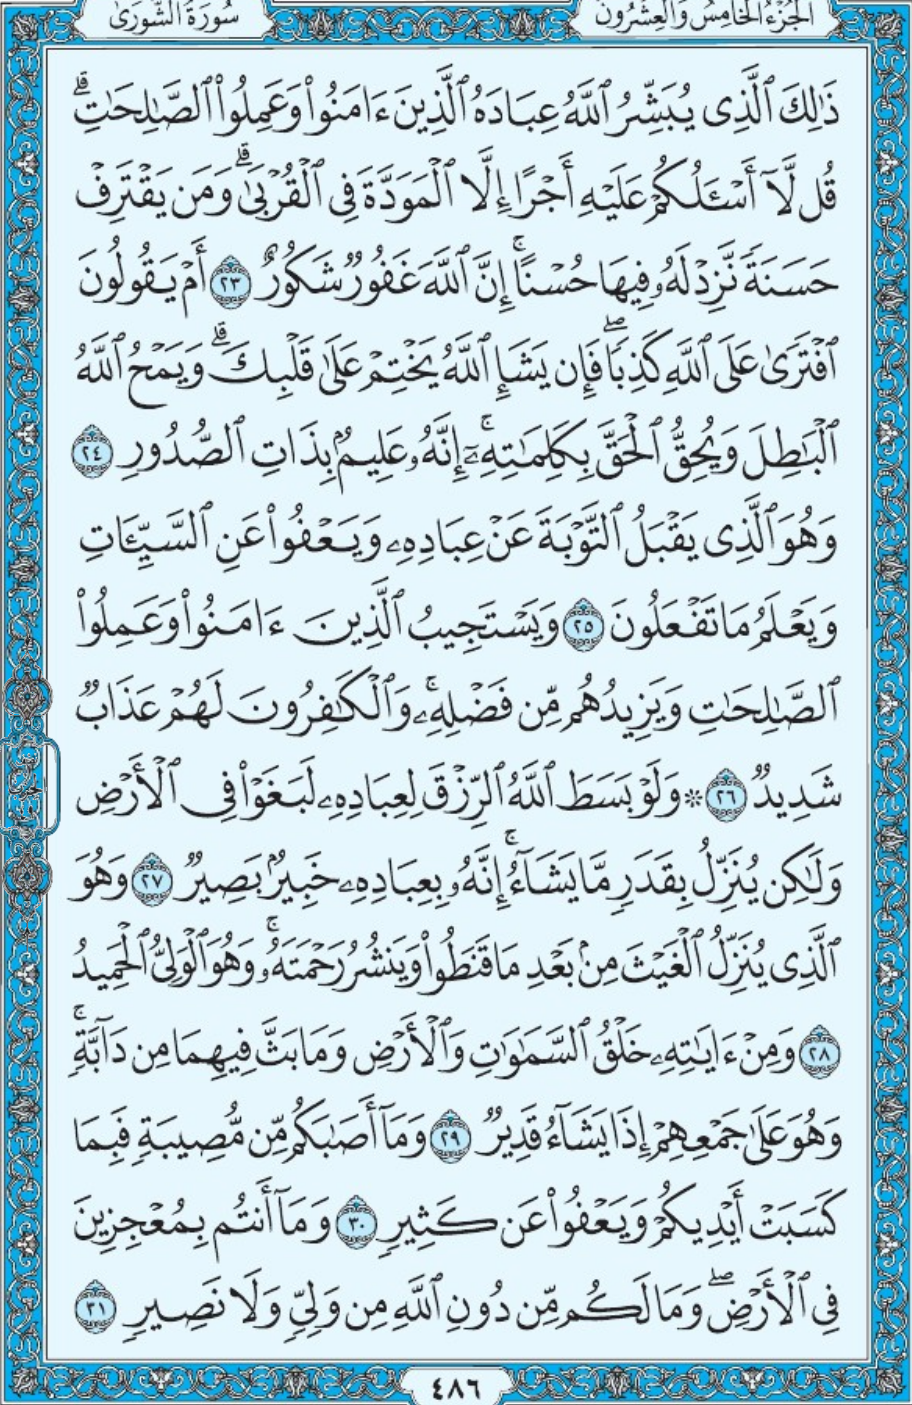 الجُزْءُ الخَامِسُ وَالعِشْرُونَ
سُورَةُ الشُّورَىٰ
ذَٰلِكَ ٱلَّذِى يُبَشِّرُ ٱللَّهُ عِبَادَهُ ٱلَّذِينَ ءَامَنُوا۟ وَعَمِلُوا۟ ٱلصَّـٰلِحَـٰتِ ۗ
قُل لَّآ أَسْـَٔلُكُمْ عَلَيْهِ أَجْرًا إِلَّا ٱلْمَوَدَّةَ فِى ٱلْقُرْبَىٰ ۗ وَمَن يَقْتَرِفْ
حَسَنَةً نَّزِدْ لَهُۥ فِيهَا حُسْنًا ۚ إِنَّ ٱللَّهَ غَفُورٌ شَكُورٌ ٢٣ أَمْ يَقُولُونَ
ٱفْتَرَىٰ عَلَى ٱللَّهِ كَذِبًا ۖ فَإِن يَشَإِ ٱللَّهُ يَخْتِمْ عَلَىٰ قَلْبِكَ ۗ وَيَمْحُ ٱللَّهُ
ٱلْبَـٰطِلَ وَيُحِقُّ ٱلْحَقَّ بِكَلِمَـٰتِهِۦٓ ۚ إِنَّهُۥ عَلِيمٌۢ بِذَاتِ ٱلصُّدُورِ ٢٤
وَهُوَ ٱلَّذِى يَقْبَلُ ٱلتَّوْبَةَ عَنْ عِبَادِهِۦ وَيَعْفُوا۟ عَنِ ٱلسَّيِّـَٔاتِ
وَيَعْلَمُ مَا تَفْعَلُونَ ٢٥ وَيَسْتَجِيبُ ٱلَّذِينَ ءَامَنُوا۟ وَعَمِلُوا۟
ٱلصَّـٰلِحَـٰتِ وَيَزِيدُهُم مِّن فَضْلِهِۦ ۚ وَٱلْكَـٰفِرُونَ لَهُمْ عَذَابٌ
شَدِيدٌ ٢٦ ۞ وَلَوْ بَسَطَ ٱللَّهُ ٱلرِّزْقَ لِعِبَادِهِۦ لَبَغَوْا۟ فِى ٱلْأَرْضِ
وَلَـٰكِن يُنَزِّلُ بِقَدَرٍ مَّا يَشَآءُ ۚ إِنَّهُۥ بِعِبَادِهِۦ خَبِيرٌۢ بَصِيرٌ ٢٧ وَهُوَ
ٱلَّذِى يُنَزِّلُ ٱلْغَيْثَ مِنۢ بَعْدِ مَا قَنَطُوا۟ وَيَنشُرُ رَحْمَتَهُۥ ۚ وَهُوَ ٱلْوَلِىُّ ٱلْحَمِيدُ
٢٨ وَمِنْ ءَايَـٰتِهِۦ خَلْقُ ٱلسَّمَـٰوَٰتِ وَٱلْأَرْضِ وَمَا بَثَّ فِيهِمَا مِن دَآبَّةٍ ۚ
وَهُوَ عَلَىٰ جَمْعِهِمْ إِذَا يَشَآءُ قَدِيرٌ ٢٩ وَمَآ أَصَـٰبَكُم مِّن مُّصِيبَةٍ فَبِمَا
كَسَبَتْ أَيْدِيكُمْ وَيَعْفُوا۟ عَن كَثِيرٍ ٣٠ وَمَآ أَنتُم بِمُعْجِزِينَ
فِى ٱلْأَرْضِ ۖ وَمَا لَكُم مِّن دُونِ ٱللَّهِ مِن وَلِىٍّ وَلَا نَصِيرٍ ٣١
٤٨٦